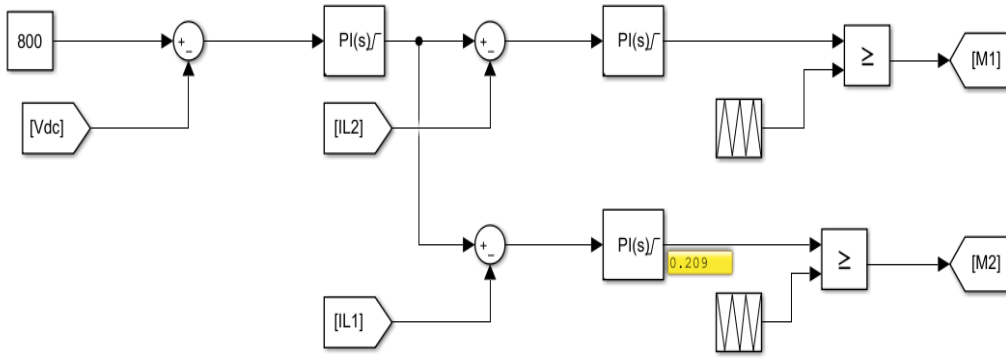 800
+
-
PI(s)
+
-
PI(s)
≥
[M1]
[Vdc]
[IL2]
+
-
PI(s)
0.209
≥
[M2]
[IL1]